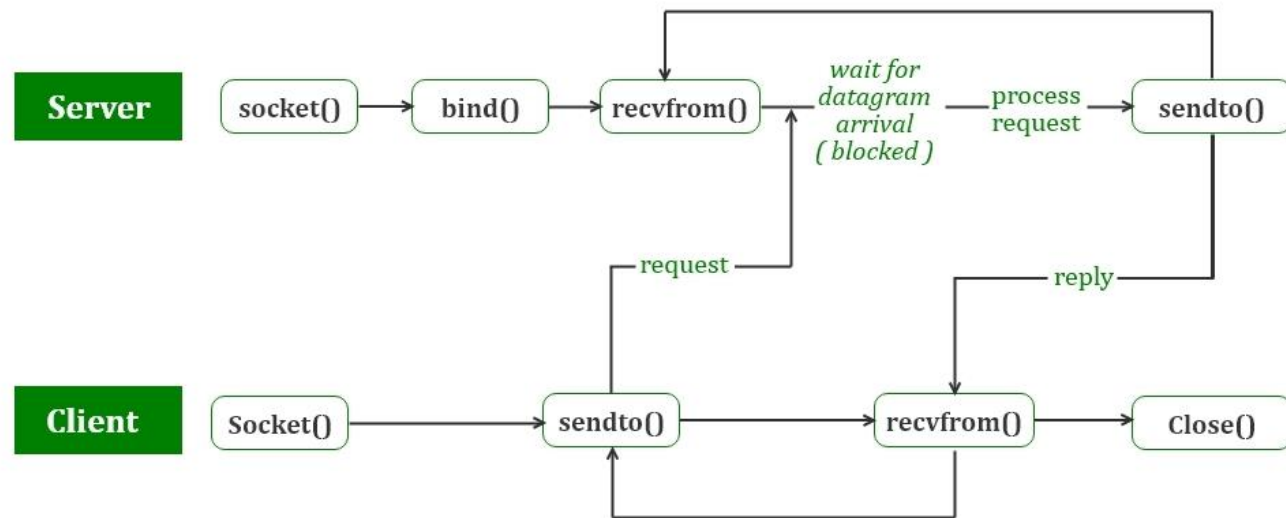 Server
socket()
bind()
recvfrom()
wait for
datagram
arrival
( blocked )
process
request
sendto()
request
reply
Client
Socket()
sendto()
recvfrom()
Close()